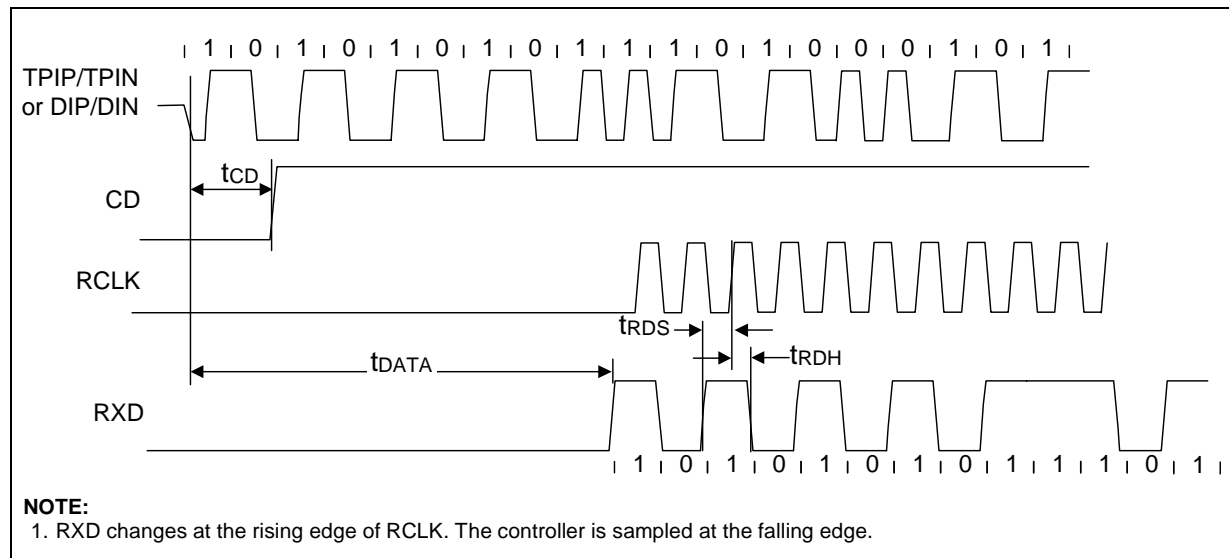 1 0 1 0 1 0 1 0 1 1 1 0 1 0 0 0 1 0 1
TPIP/TPIN
or DIP/DIN
tCD
CD
RCLK
tRDS
tRDH
tDATA
RXD
1 0 1 0 1 0 1 0 1 1 1 0 1
NOTE:
1. RXD changes at the rising edge of RCLK. The controller is sampled at the falling edge.